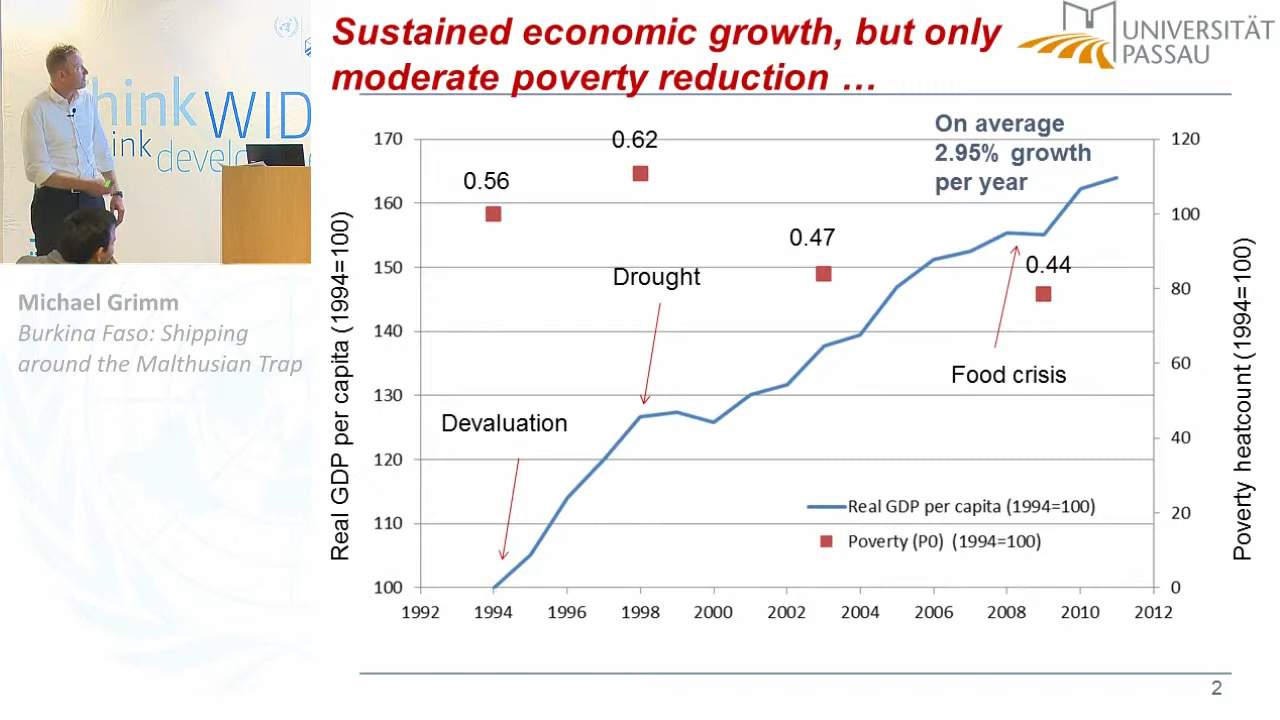 Sustained economic growth, but only
moderate poverty reduction …
UNIVERSITÄT
PASSAU
think WID
think
develo
Michael Grimm
Burkina Faso: Shipping
around the Malthusian Trap
On average
2.95% growth
per year
0.56
0.62
0.47
0.44
Drought
Devaluation
Food crisis
Real GDP per capita (1994=100)
170
160
150
140
130
120
110
100
120
100
80
60
40
20
0
Poverty heatcount (1994=100)
Real GDP per capita (1994=100)
Poverty (P0) (1994=100)
1992 1994 1996 1998 2000 2002 2004 2006 2008 2010 2012
2